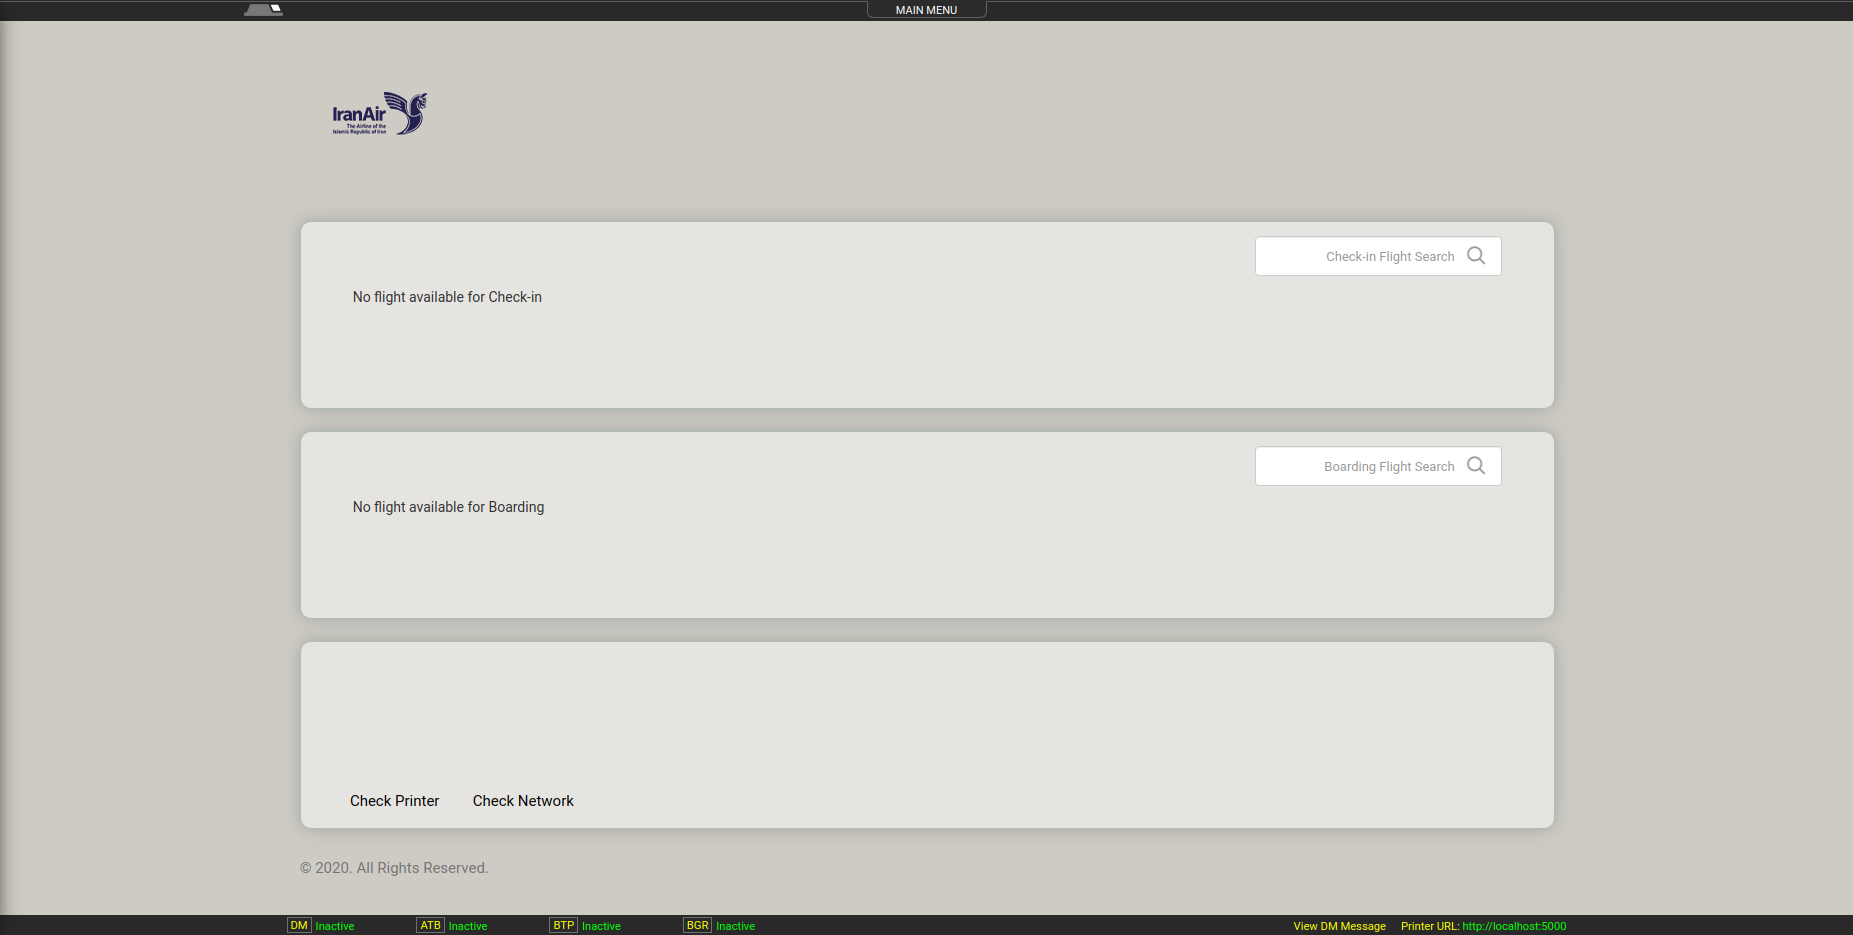 MAIN MENU
IranAir
The Airline of the
Islamic Republic of Iran
Check-in Flight Search
No flight available for Check-in
Boarding Flight Search
No flight available for Boarding
Check Printer Check Network
© 2020. All Rights Reserved.
DM Inactive ATB Inactive BTP Inactive BGR Inactive View DM Message Printer URL: http://localhost:5000